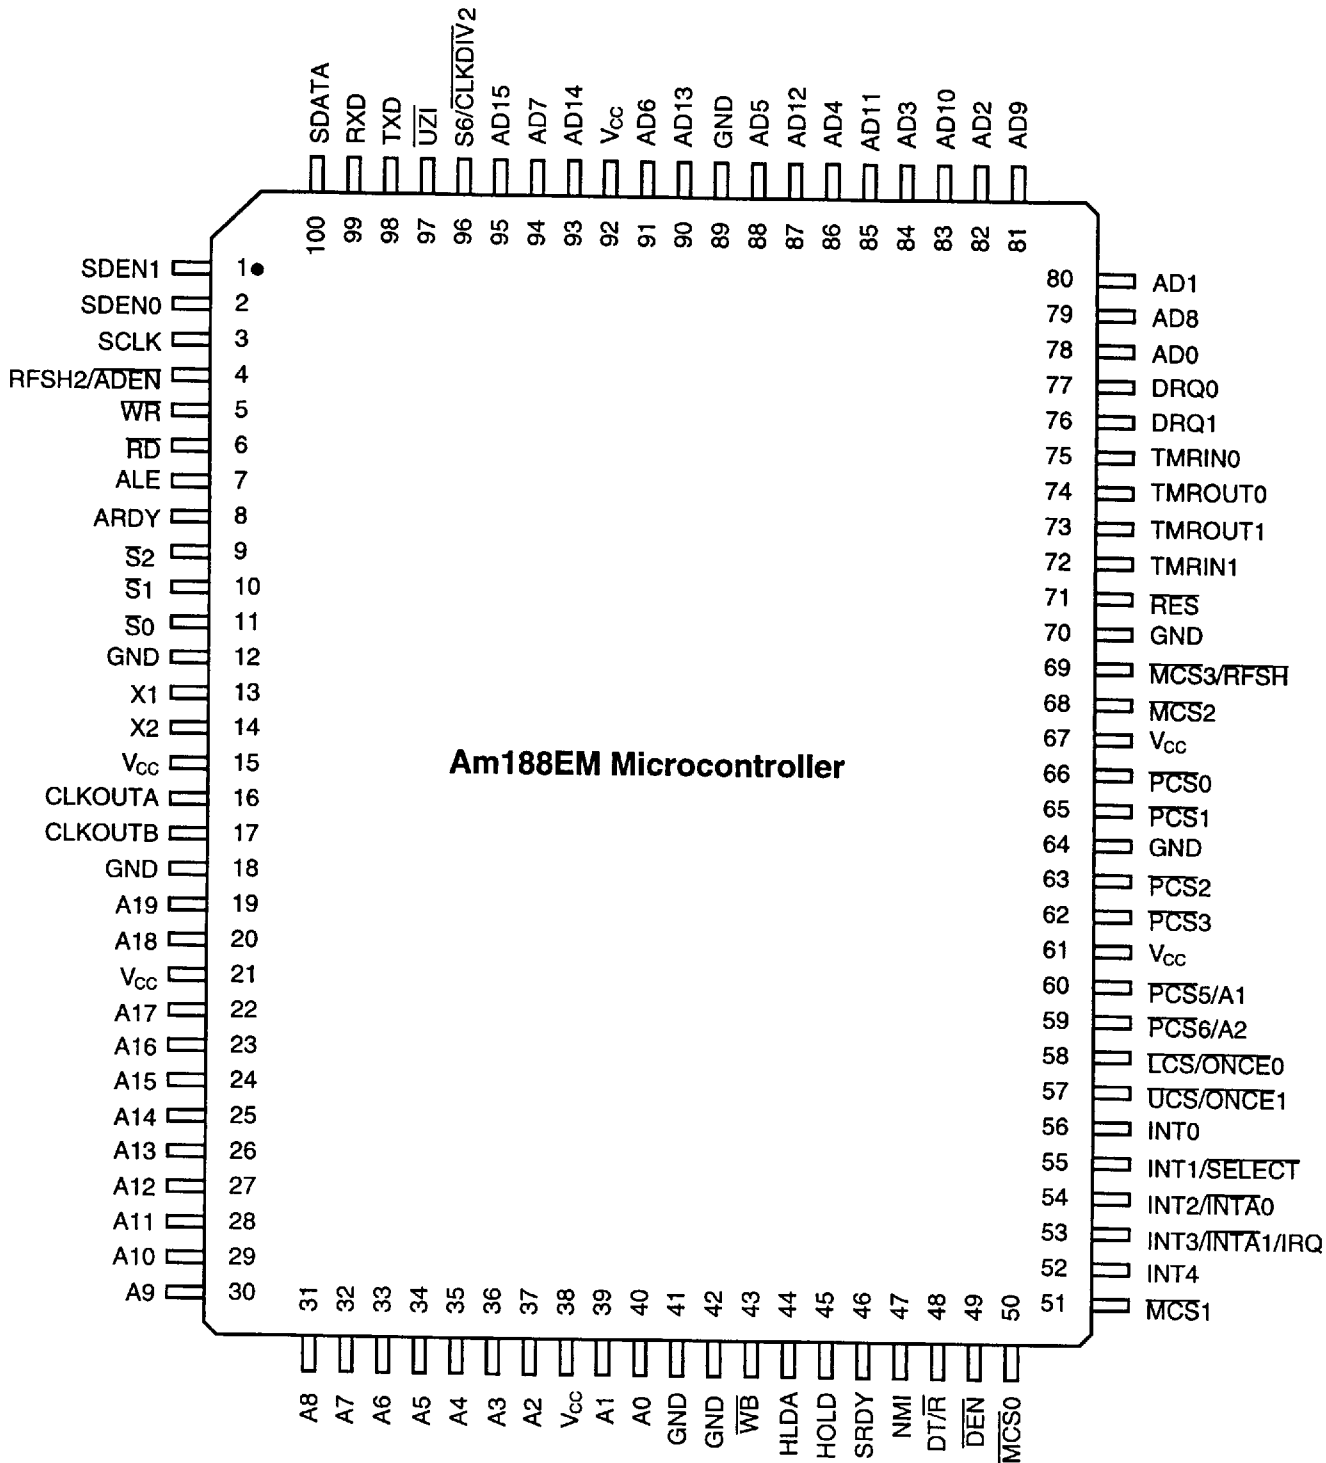 SDATA
RXD
TXD
UZI
S6/CLKDIV2
AD15
AD7
AD14
VCC
AD6
AD13
GND
AD5
AD12
AD4
AD11
AD3
AD10
AD2
AD9
100
99
98
97
96
95
94
93
92
91
90
89
88
87
86
85
84
83
82
81
SDEN1 1
SDEN0 2
SCLK 3
RFSH2/ADEN 4
WR 5
RD 6
ALE 7
ARDY 8
S2 9
S1 10
S0 11
GND 12
X1 13
X2 14
VCC 15
CLKOUTA 16
CLKOUTB 17
GND 18
A19 19
A18 20
VCC 21
A17 22
A16 23
A15 24
A14 25
A13 26
A12 27
A11 28
A10 29
A9 30
Am188EM Microcontroller
80 AD1
79 AD8
78 AD0
77 DRQ0
76 DRQ1
75 TMRIN0
74 TMROUT0
73 TMROUT1
72 TMRIN1
71 RES
70 GND
69 MCS3/RFSH
68 MCS2
67 VCC
66 PCS0
65 PCS1
64 GND
63 PCS2
62 PCS3
61 VCC
60 PCS5/A1
59 PCS6/A2
58 LCS/ONCE0
57 UCS/ONCE1
56 INT0
55 INT1/SELECT
54 INT2/INTA0
53 INT3/INTA1/IRQ
52 INT4
51 MCS1
31
32
33
34
35
36
37
38
39
40
41
42
43
44
45
46
47
48
49
50
A8
A7
A6
A5
A4
A3
A2
VCC
A1
A0
GND
GND
WB
HLDA
HOLD
SRDY
NMI
DT/R
DEN
MCS0